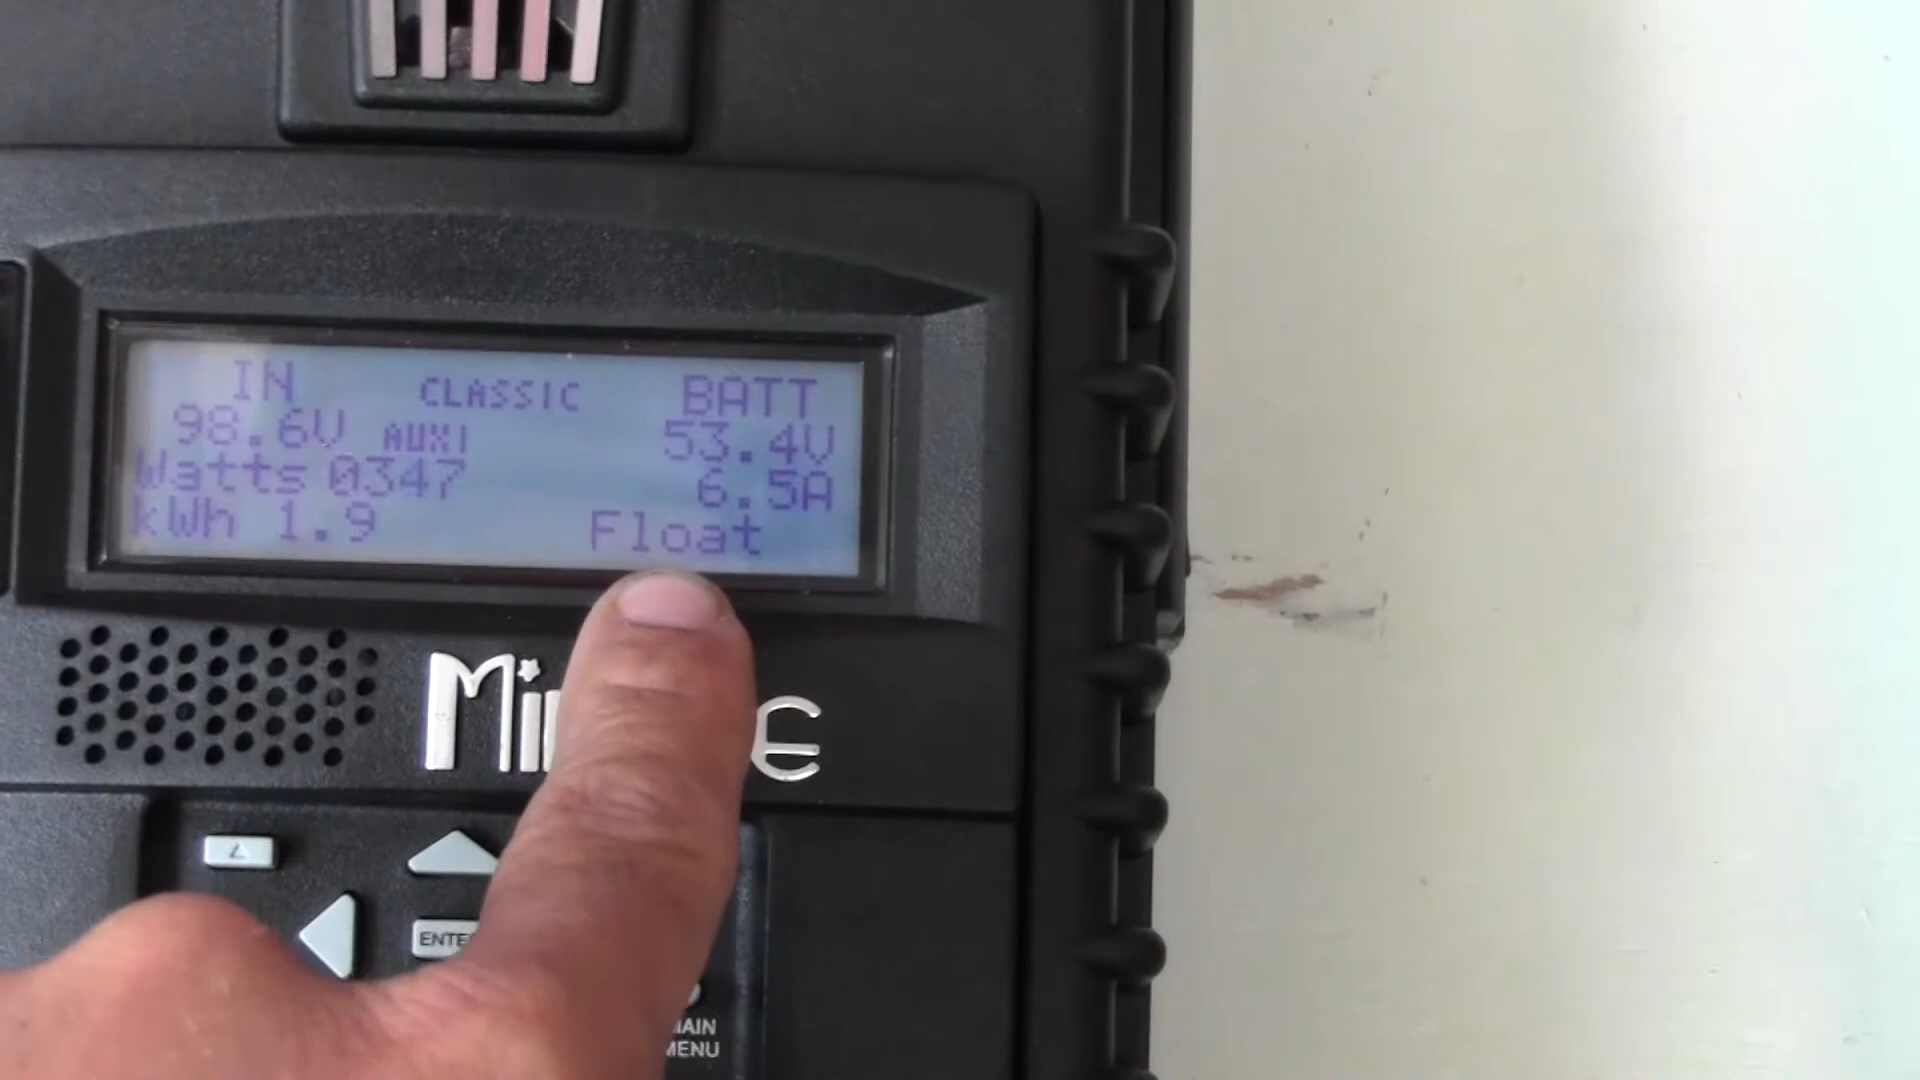 IN CLASSIC BATT
98.6V AUX1 53.4V
Watts 0347 6.5A
kWh 1.9 Float
ENTE
MAIN
MENU